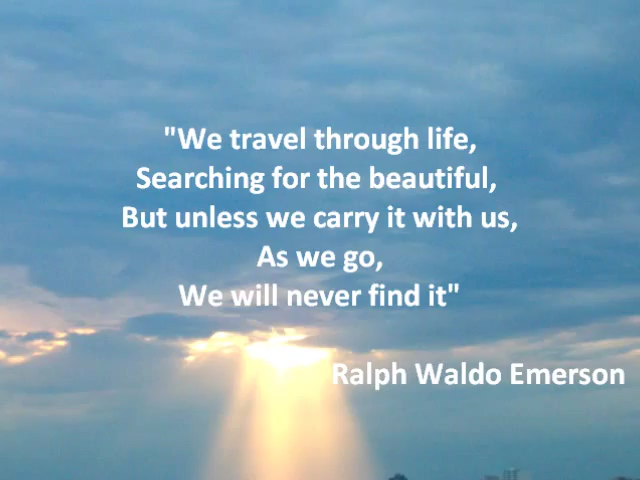 "We travel through life,
Searching for the beautiful,
But unless we carry it with us,
As we go,
We will never find it"
Ralph Waldo Emerson